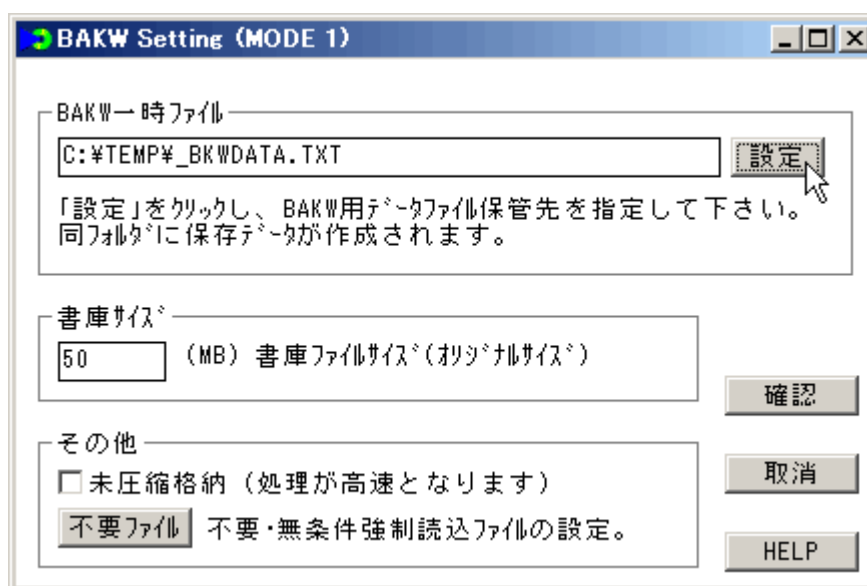 BAKW Setting (MODE 1)
BAKW一時ﾌｧｲﾙ
C:¥TEMP¥_BKWDATA.TXT
設定
「設定」をｸﾘｯｸし、BAKW用ﾃﾞｰﾀﾌｧｲﾙ保管先を指定して下さい。
同ﾌｫﾙﾀﾞに保存ﾃﾞｰﾀが作成されます。
書庫ｻｲｽﾞ
50
(MB) 書庫ﾌｧｲﾙｻｲｽﾞ(ｵﾘｼﾞﾅﾙｻｲｽﾞ)
確認
その他
未圧縮格納 (処理が高速となります)
取消
不要ﾌｧｲﾙ
不要･無条件強制読込ﾌｧｲﾙの設定。
HELP